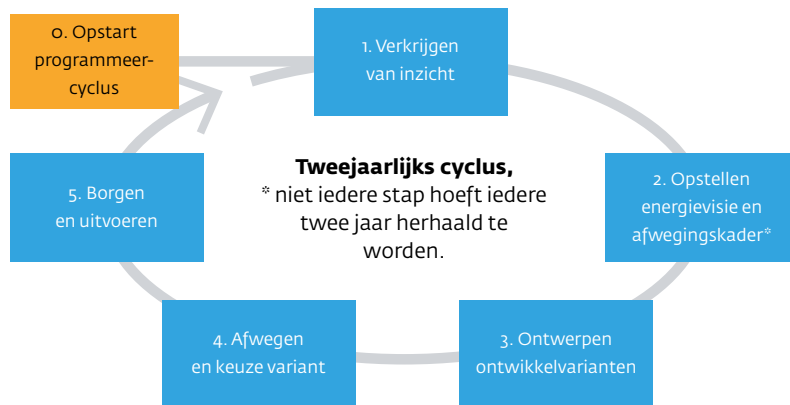 0. Opstart
programmeer-
cyclus
1. Verkrijgen
van inzicht
Tweejaarlijks cyclus,
* niet iedere stap hoeft iedere
twee jaar herhaald te
worden.
2. Opstellen
energievisie en
afwegingskader*
3. Ontwerpen
ontwikkelvarianten
4. Afwegen
en keuze variant
5. Borgen
en uitvoeren